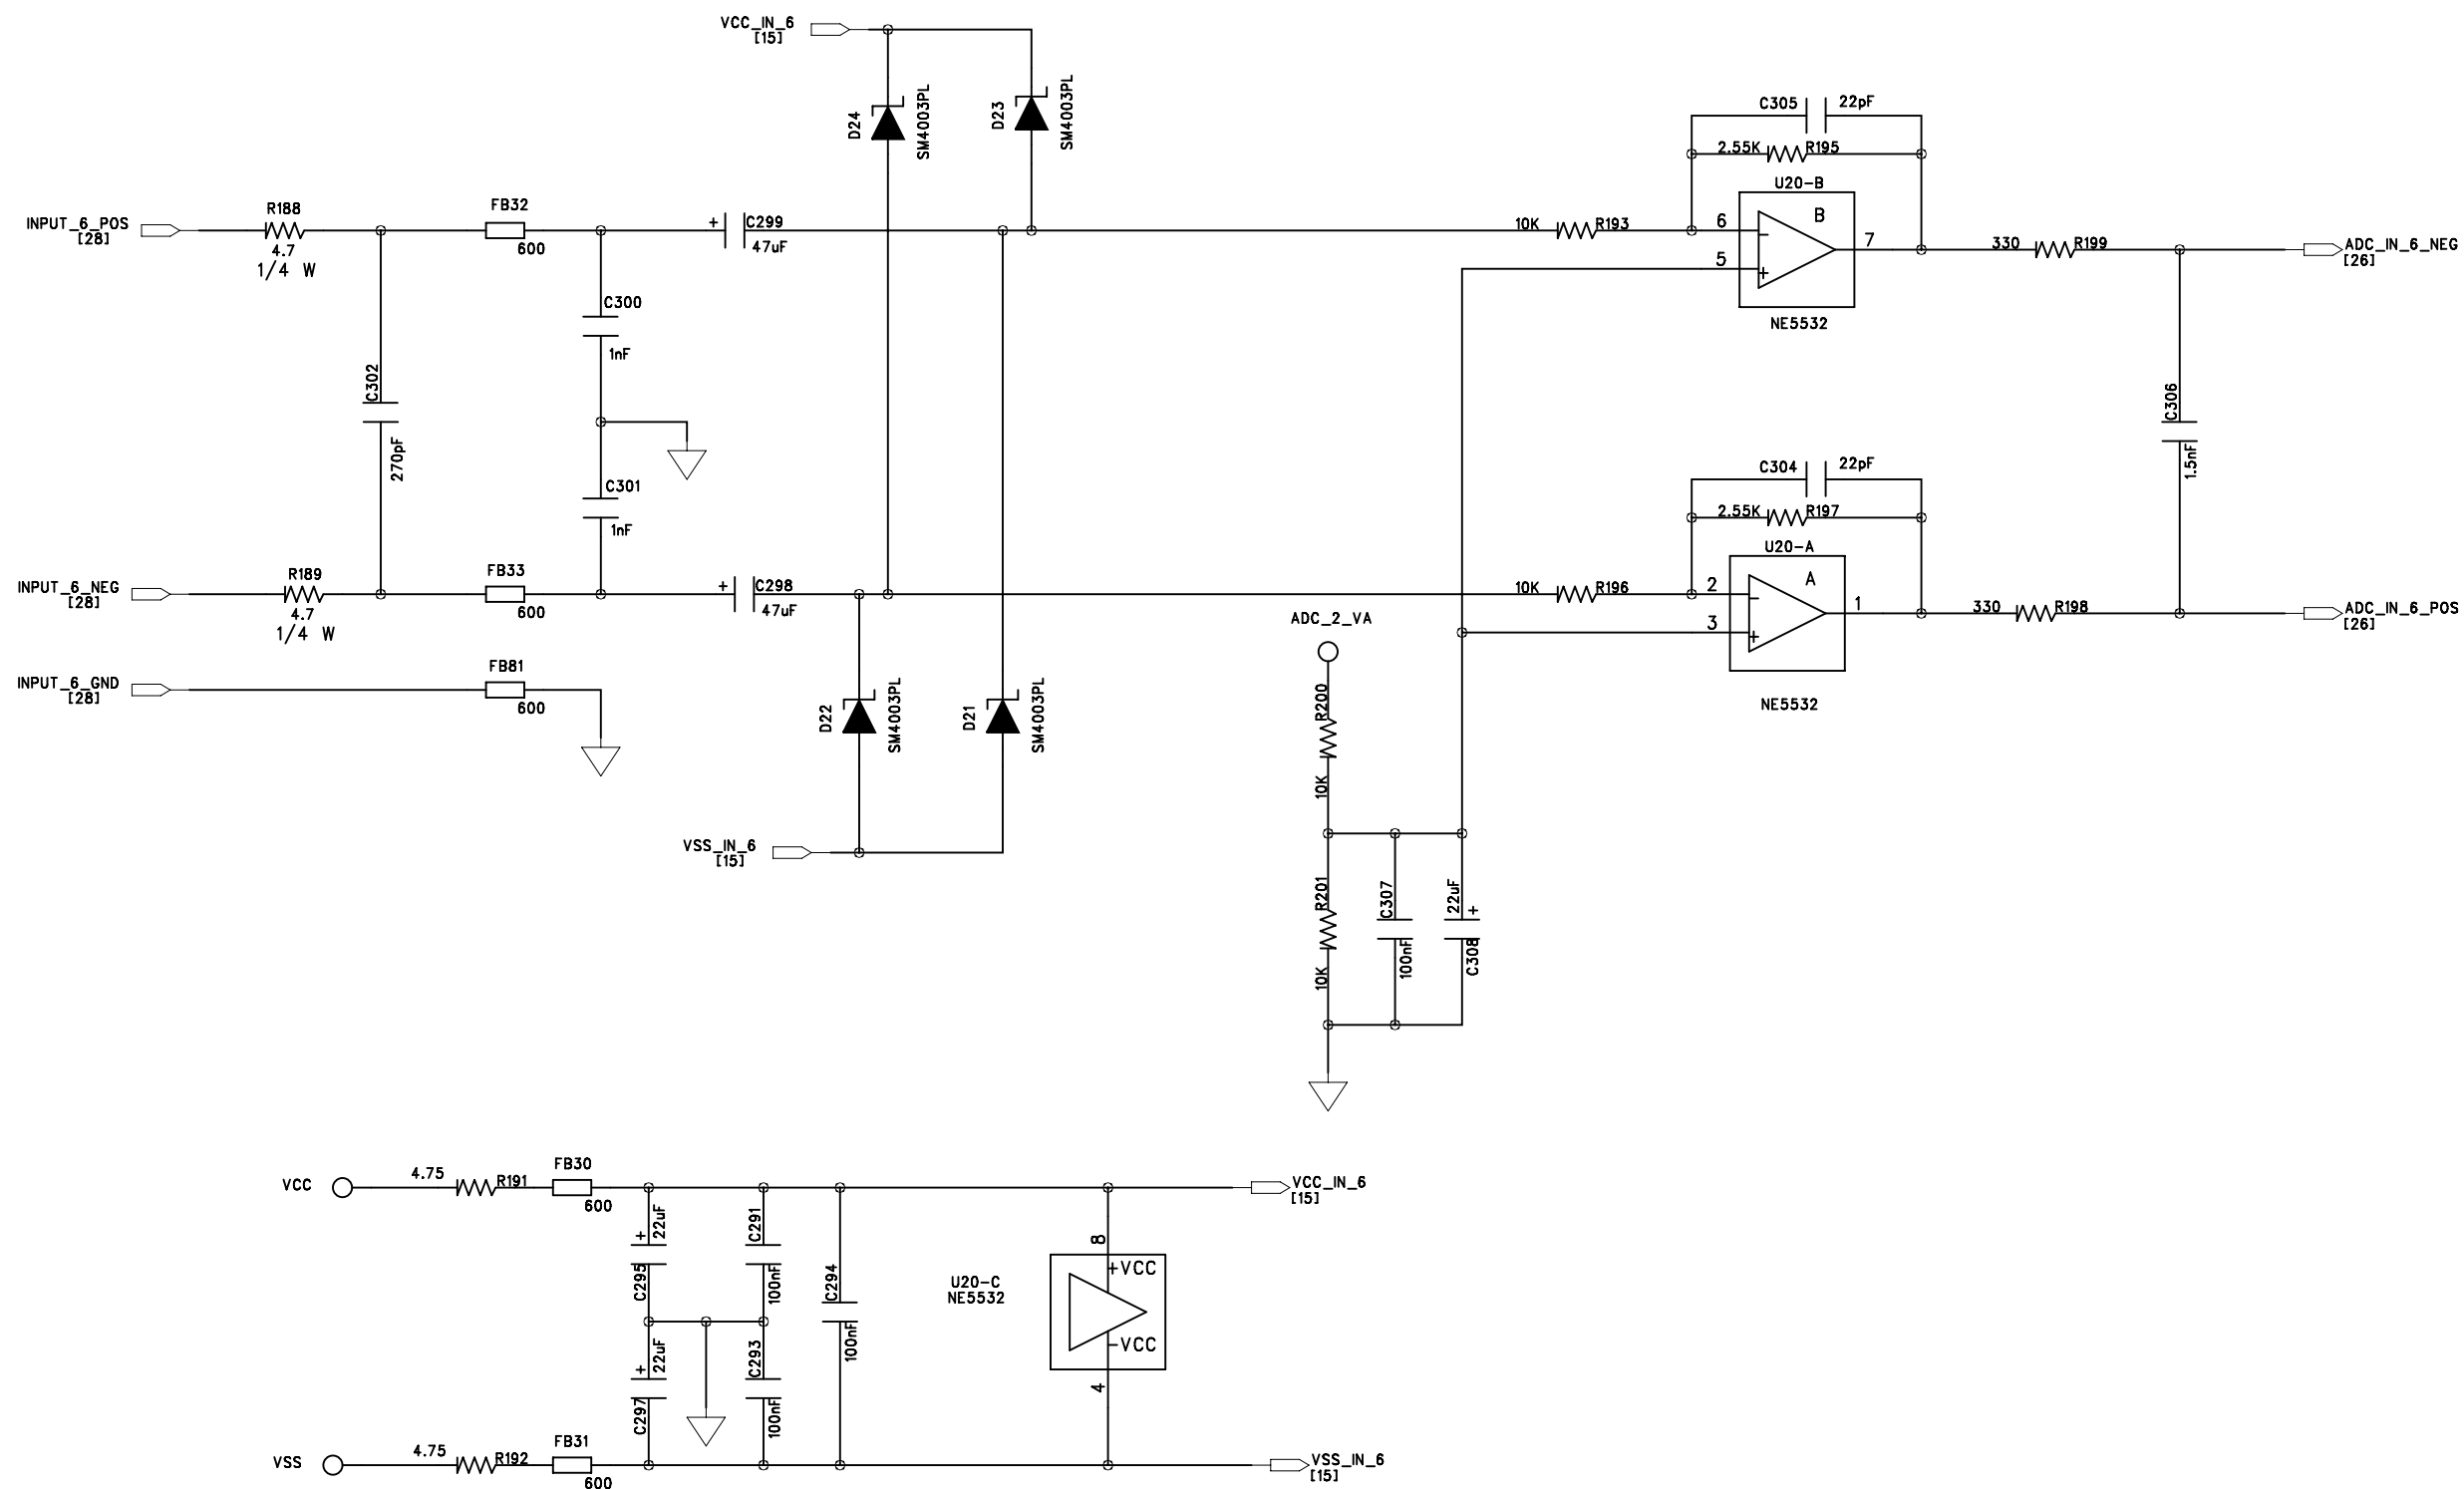 VCC_IN_6
[15]
D24
SM4003PL
D23
SM4003PL
C305
22pF
2.55K
R195
U20-B
B
INPUT_6_POS
[28]
R188
4.7
1/4 W
FB32
600
+
C299
47uF
10K
R193
6
5
7
−
+
NE5532
330
R199
ADC_IN_6_NEG
[26]
C300
1nF
C302
270pF
C306
1.5nF
C301
1nF
C304
22pF
2.55K
R197
U20-A
A
INPUT_6_NEG
[28]
R189
4.7
1/4 W
FB33
600
+
C298
47uF
10K
R196
2
3
1
−
+
NE5532
330
R198
ADC_IN_6_POS
[26]
ADC_2_VA
INPUT_6_GND
[28]
FB81
600
D22
SM4003PL
D21
SM4003PL
R200
10K
VSS_IN_6
[15]
R201
10K
C307
100nF
22uF
+
C308
VCC
4.75
R191
FB30
600
VCC_IN_6
[15]
+
22uF
C295
C291
100nF
C294
100nF
U20-C
NE5532
8
+VCC
-VCC
4
+
22uF
C297
C293
100nF
VSS
4.75
R192
FB31
600
VSS_IN_6
[15]